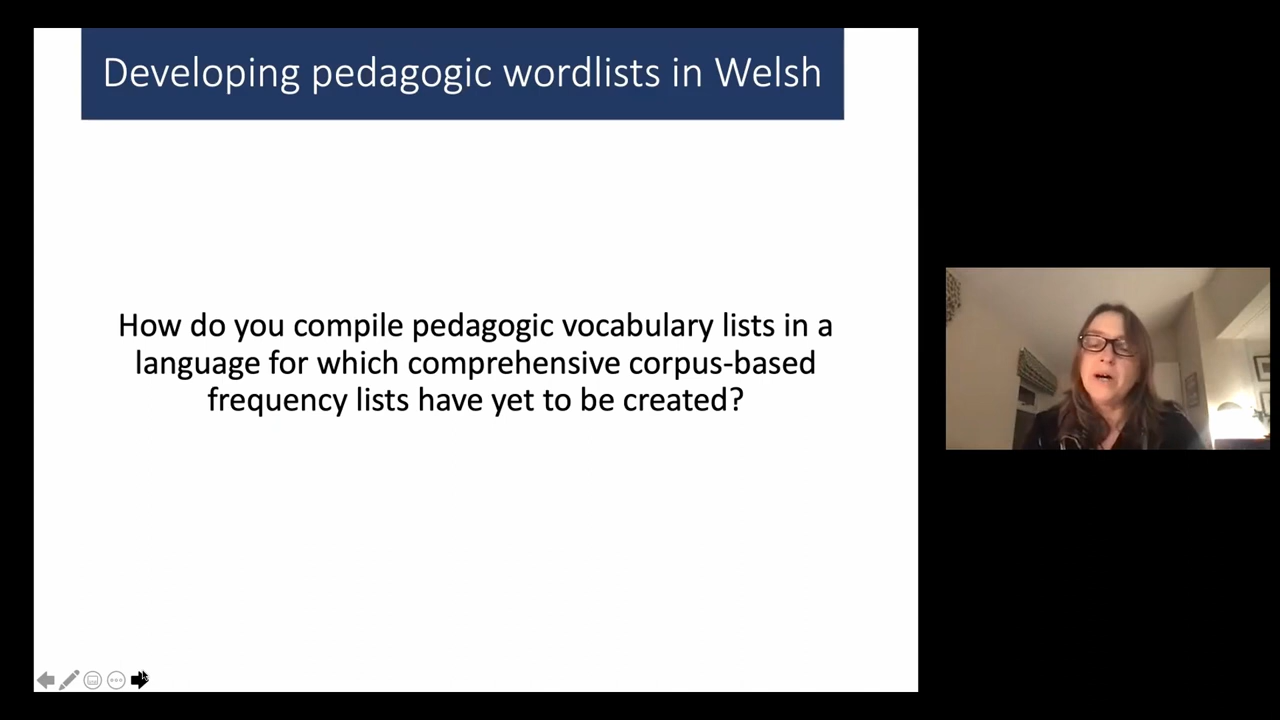 Developing pedagogic wordlists in Welsh
How do you compile pedagogic vocabulary lists in a
language for which comprehensive corpus-based
frequency lists have yet to be created?